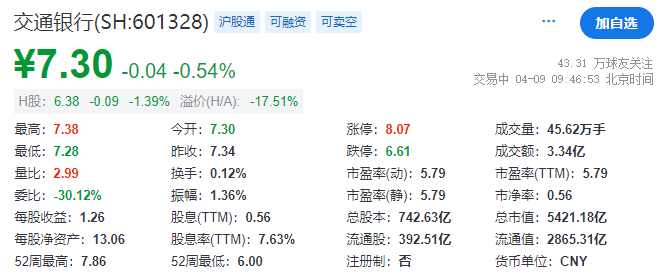 交通银行(SH:601328) 沪股通 可融资 可卖空 ··· 加自选
¥7.30 -0.04 -0.54% 43.31 万球友关注
交易中 04-09 09:46:53 北京时间
H股: 6.38 -0.09 -1.39% 溢价(H/A): -17.51%
最高: 7.38 今开: 7.30 涨停: 8.07 成交量: 45.62万手
最低: 7.28 昨收: 7.34 跌停: 6.61 成交额: 3.34亿
量比: 2.99 换手: 0.12% 市盈率(动): 5.79 市盈率(TTM): 5.79
委比: -30.12% 振幅: 1.36% 市盈率(静): 5.79 市净率: 0.56
每股收益: 1.26 股息(TTM): 0.56 总股本: 742.63亿 总市值: 5421.18亿
每股净资产: 13.06 股息率(TTM): 7.63% 流通股: 392.51亿 流通值: 2865.31亿
52周最高: 7.86 52周最低: 6.00 注册制: 否 货币单位: CNY